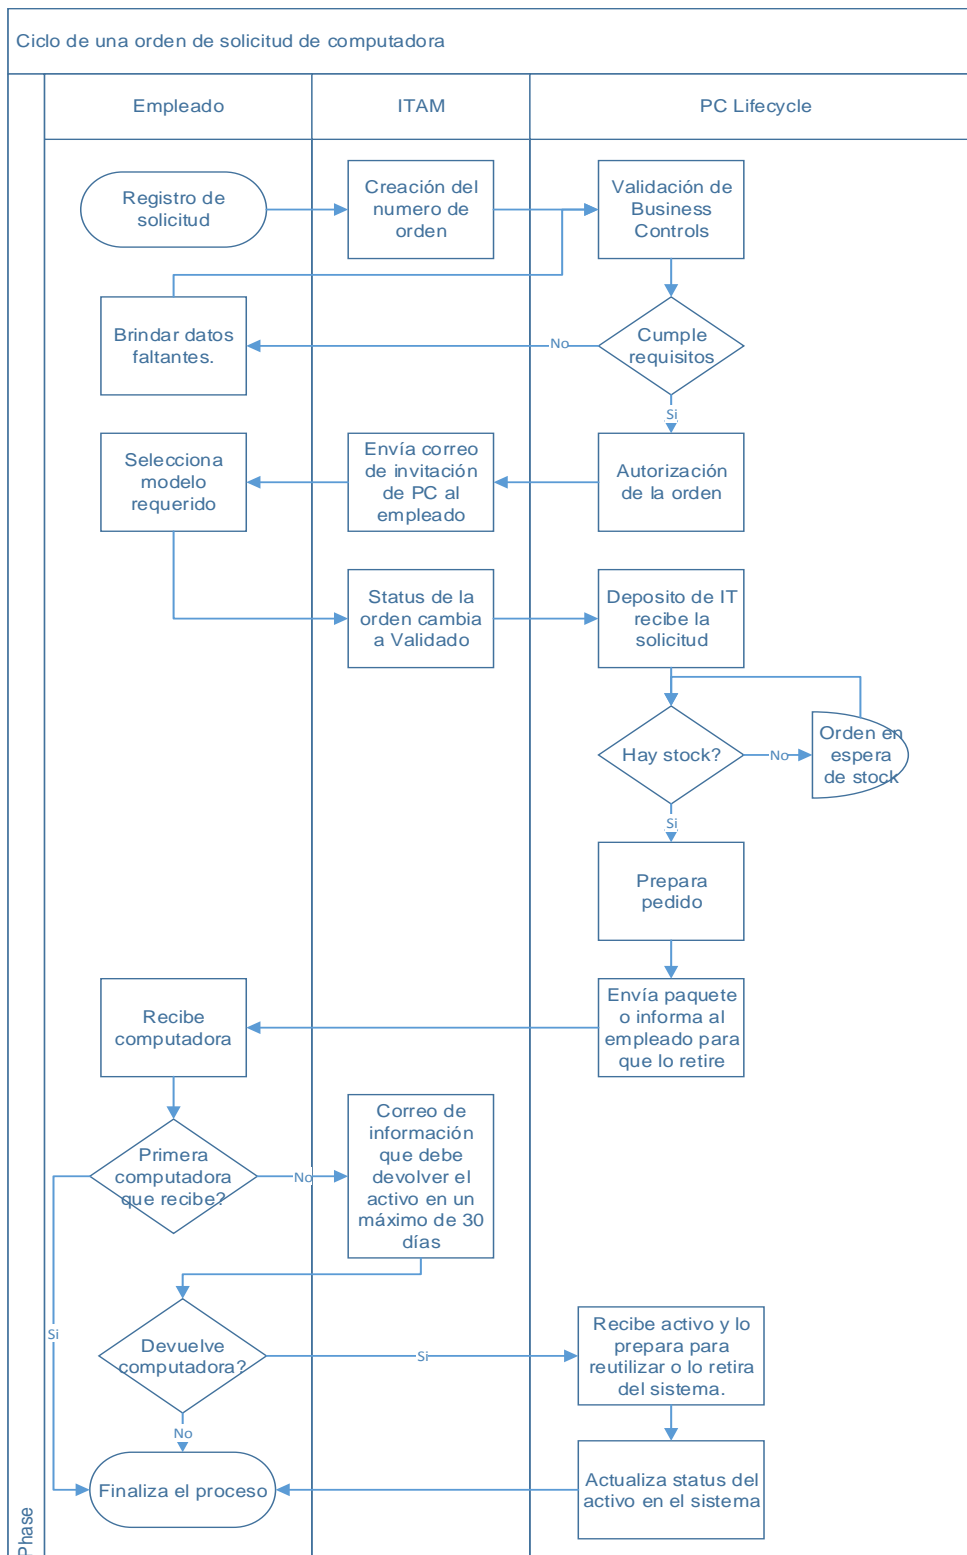 Ciclo de una orden de solicitud de computadora
Empleado
ITAM
PC Lifecycle
Registro de
solicitud
Creación del
numero de
orden
Validación de
Business
Controls
Brindar datos
faltantes.
No
Cumple
requisitos
Si
Selecciona
modelo
requerido
Envía correo
de invitación
de PC al
empleado
Autorización
de la orden
Status de la
orden cambia
a Validado
Deposito de IT
recibe la
solicitud
Hay stock?
No
Orden en
espera
de stock
Si
Prepara
pedido
Recibe
computadora
Envía paquete
o informa al
empleado para
que lo retire
Primera
computadora
que recibe?
No
Correo de
información
que debe
devolver el
activo en un
máximo de 30
días
Si
Devuelve
computadora?
Si
Recibe activo y lo
prepara para
reutilizar o lo retira
del sistema.
No
Finaliza el proceso
Actualiza status del
activo en el sistema
Phase